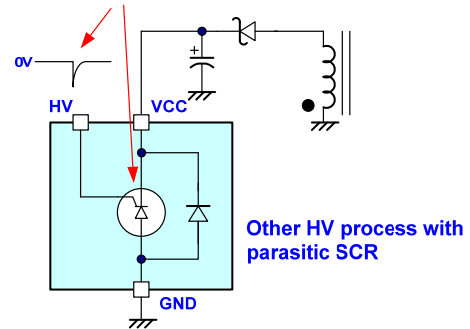 0V
+
HV
VCC
Other HV process with
parasitic SCR
GND